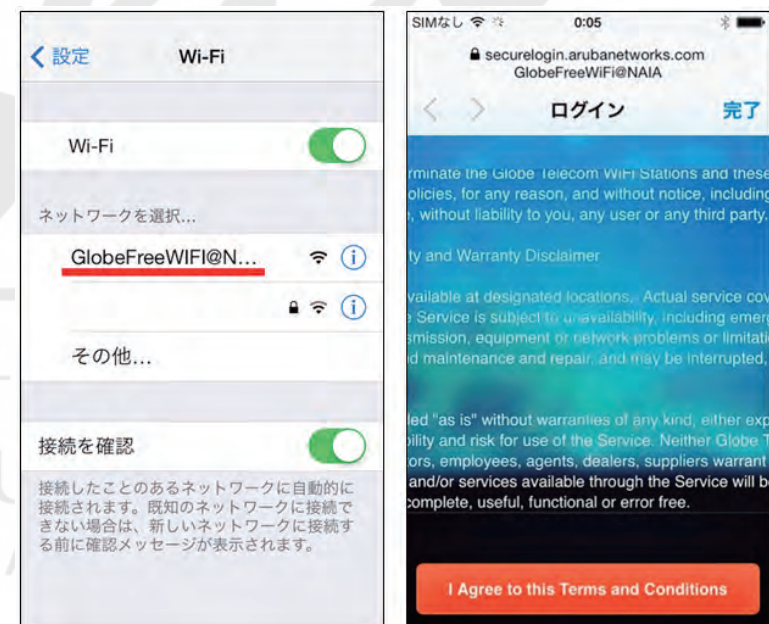 設定
Wi-Fi
Wi-Fi
ネットワークを選択...
GlobeFreeWIFI@N...
その他...
接続を確認
接続したことのあるネットワークに自動的に
接続されます。既知のネットワークに接続で
きない場合は、新しいネットワークに接続す
る前に確認メッセージが表示されます。
SIMなし
0:05
securelogin.arubanetworks.com
GlobeFreeWiFi@NAIA
ログイン
完了
rminate the Globe Telecom WiFi Stations and these
olicies, for any reason, and without notice, including
, without liability to you, any user or any third party.
ty and Warranty Disclaimer
vailable at designated locations. Actual service cov
e Service is subject to unavailability, including emerg
smission, equipment or network problems or limitati
d maintenance and repair, and may be interrupted,
led "as is" without warranties of any kind, either exp
bility and risk for use of the Service. Neither Globe T
tors, employees, agents, dealers, suppliers warrant
and/or services available through the Service will be
complete, useful, functional or error free.
I Agree to this Terms and Conditions